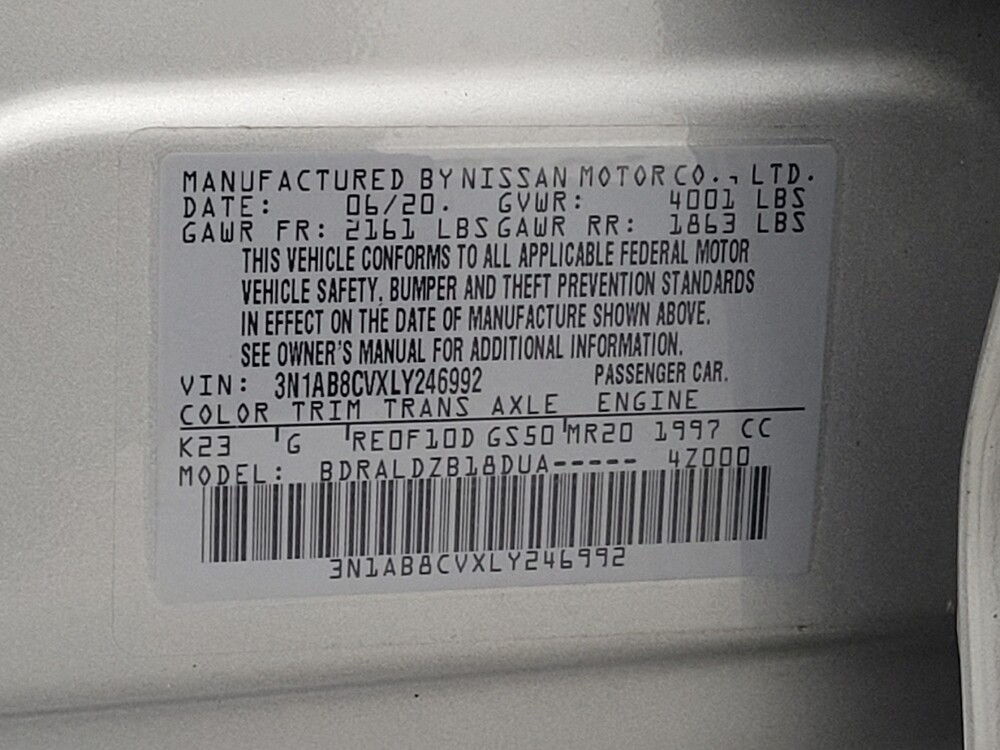 MANUFACTURED BY NISSAN MOTOR CO., LTD.
DATE: 06/20. GVWR: 4001 LBS
GAWR FR: 2161 LBS GAWR RR: 1863 LBS
THIS VEHICLE CONFORMS TO ALL APPLICABLE FEDERAL MOTOR
VEHICLE SAFETY, BUMPER AND THEFT PREVENTION STANDARDS
IN EFFECT ON THE DATE OF MANUFACTURE SHOWN ABOVE.
SEE OWNER'S MANUAL FOR ADDITIONAL INFORMATION.
VIN: 3N1AB8CVXLY246992 PASSENGER CAR.
COLOR TRIM TRANS AXLE ENGINE
K23 G RE0F10D GS50 MR20 1997 CC
MODEL: BDRALDZB18DUA----- 4Z000
3N1AB8CVXLY246992